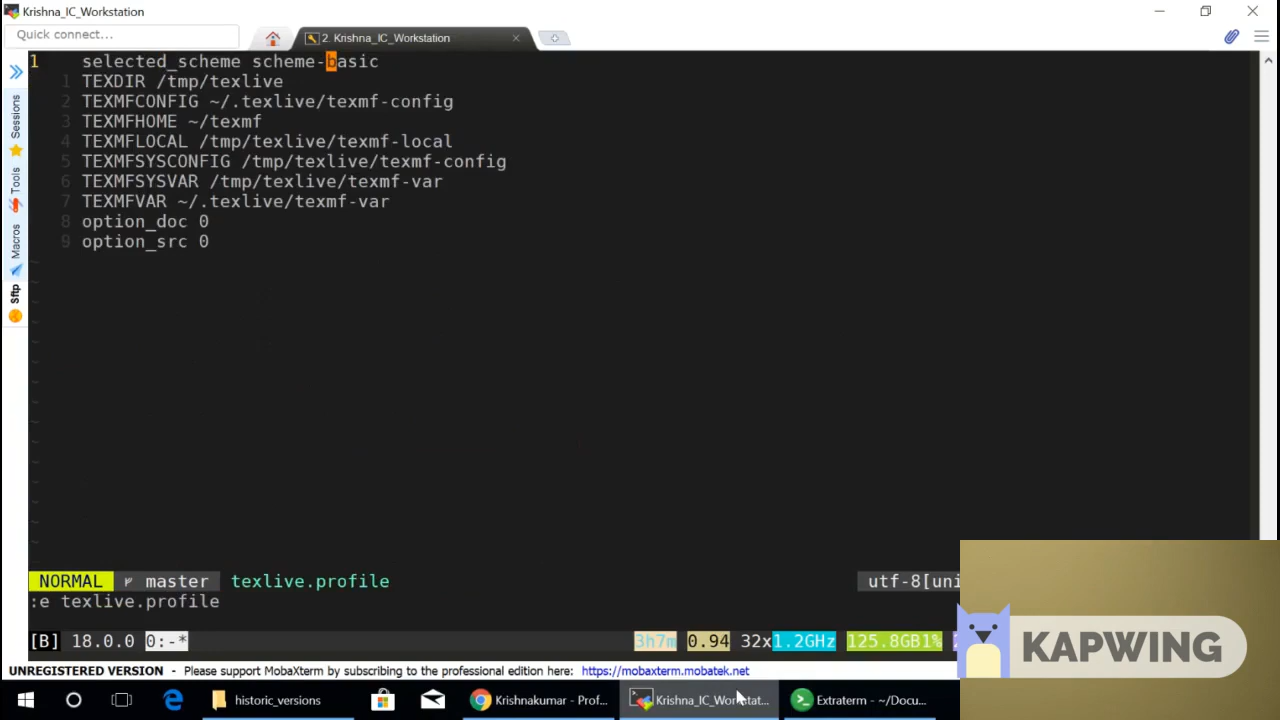 Krishna_IC_Workstation
Quick connect...
2. Krishna_IC_Workstation
Sessions
Tools
Macros
Sftp
1 selected_scheme scheme-basic
1 TEXDIR /tmp/texlive
2 TEXMFCONFIG ~/.texlive/texmf-config
3 TEXMFHOME ~/texmf
4 TEXMFLOCAL /tmp/texlive/texmf-local
5 TEXMFSYSCONFIG /tmp/texlive/texmf-config
6 TEXMFSYSVAR /tmp/texlive/texmf-var
7 TEXMFVAR ~/.texlive/texmf-var
8 option_doc 0
9 option_src 0
NORMAL master texlive.profile utf-8[uni
:e texlive.profile
[B] 18.0.0 0:-* 3h7m 0.94 32x1.2GHz 125.8GB1%
KAPWING
UNREGISTERED VERSION - Please support MobaXterm by subscribing to the professional edition here: https://mobaxterm.mobatek.net
historic_versions Krishnakumar - Prof... Krishna_IC_Workstat... Extraterm - ~/Docu...